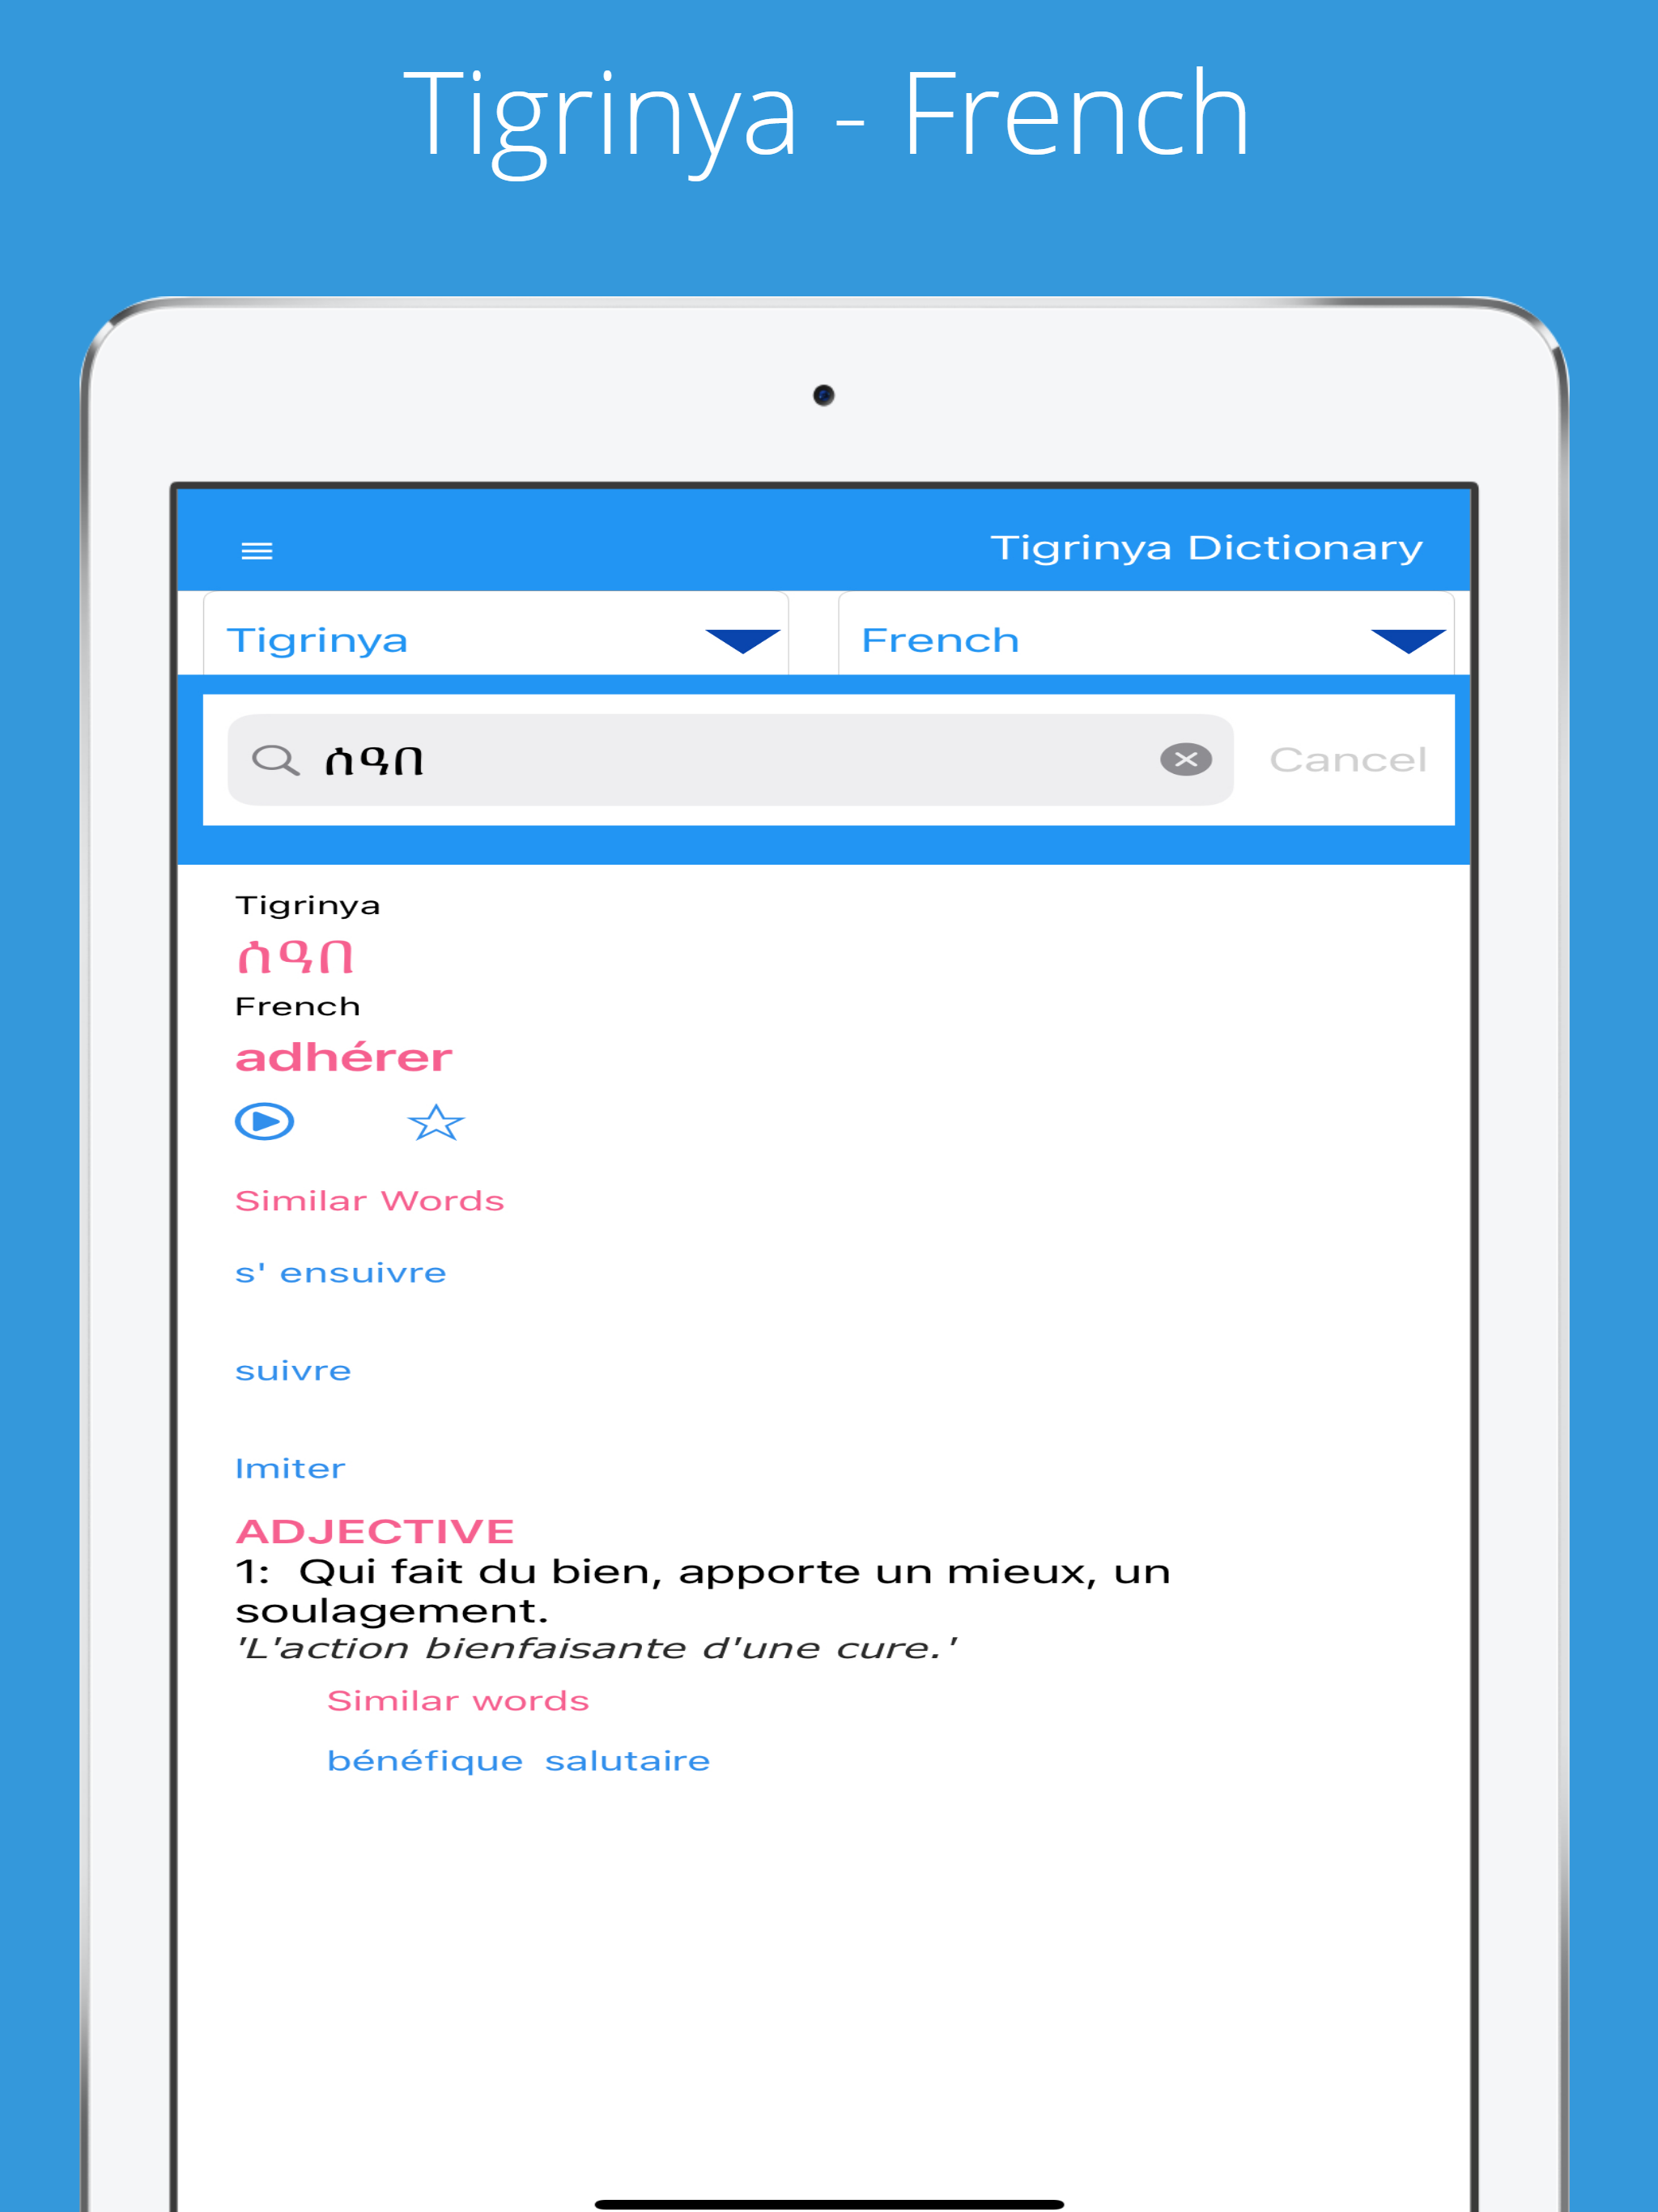 Tigrinya - French
Tigrinya Dictionary
Tigrinya
French
ሰዓበ
Cancel
Tigrinya
ሰዓበ
French
adhérer
Similar Words
s' ensuivre
suivre
Imiter
ADJECTIVE
1: Qui fait du bien, apporte un mieux, un
soulagement.
'L'action bienfaisante d'une cure.'
Similar words
bénéfique salutaire